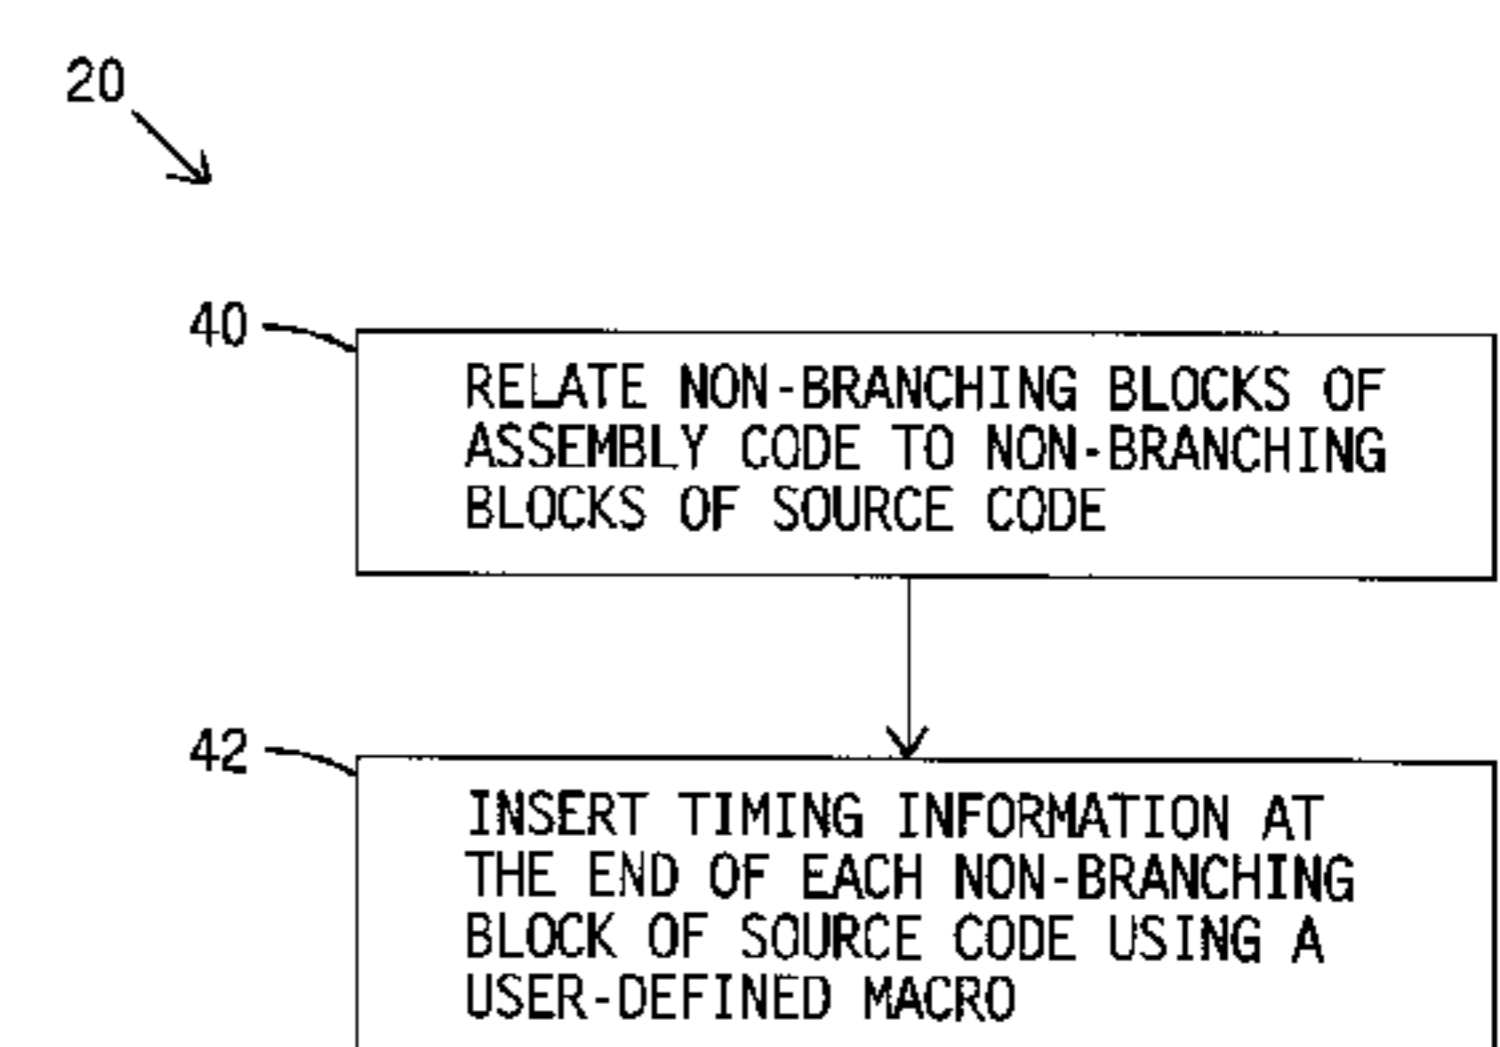 20
40
RELATE NON-BRANCHING BLOCKS OF
ASSEMBLY CODE TO NON-BRANCHING
BLOCKS OF SOURCE CODE
42
INSERT TIMING INFORMATION AT
THE END OF EACH NON-BRANCHING
BLOCK OF SOURCE CODE USING A
USER-DEFINED MACRO